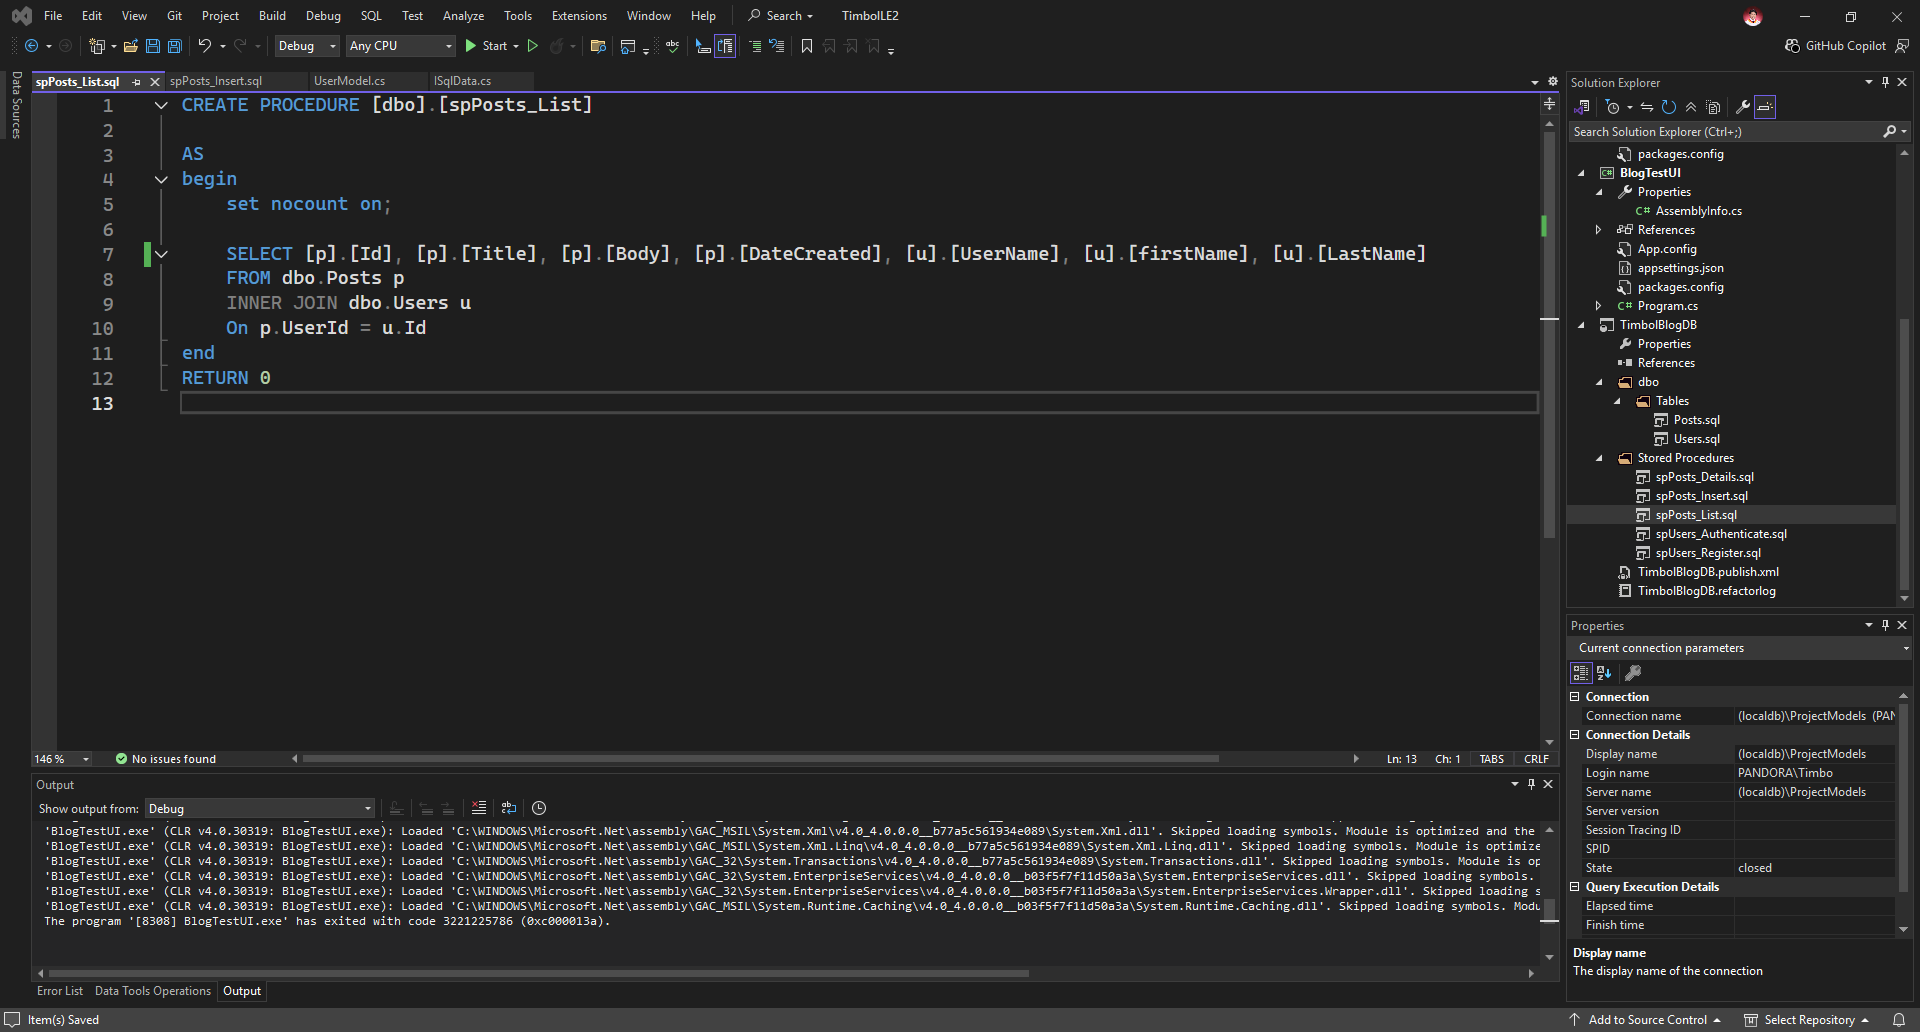 File Edit View Git Project Build Debug SQL Test Analyze Tools Extensions Window Help Search TimbolLE2
Debug Any CPU Start GitHub Copilot
Data Sources
spPosts_List.sql spPosts_Insert.sql UserModel.cs ISqlData.cs
1 CREATE PROCEDURE [dbo].[spPosts_List]
2
3 AS
4 begin
5 set nocount on;
6
7 SELECT [p].[Id], [p].[Title], [p].[Body], [p].[DateCreated], [u].[UserName], [u].[firstName], [u].[LastName]
8 FROM dbo.Posts p
9 INNER JOIN dbo.Users u
10 On p.UserId = u.Id
11 end
12 RETURN 0
13
146 % No issues found Ln: 13 Ch: 1 TABS CRLF
Output
Show output from: Debug
'BlogTestUI.exe' (CLR v4.0.30319: BlogTestUI.exe): Loaded 'C:\WINDOWS\Microsoft.Net\assembly\GAC_MSIL\System.Xml\v4.0_4.0.0.0__b77a5c561934e089\System.Xml.dll'. Skipped loading symbols. Module is optimized and the
'BlogTestUI.exe' (CLR v4.0.30319: BlogTestUI.exe): Loaded 'C:\WINDOWS\Microsoft.Net\assembly\GAC_MSIL\System.Xml.Linq\v4.0_4.0.0.0__b77a5c561934e089\System.Xml.Linq.dll'. Skipped loading symbols. Module is optimize
'BlogTestUI.exe' (CLR v4.0.30319: BlogTestUI.exe): Loaded 'C:\WINDOWS\Microsoft.Net\assembly\GAC_32\System.Transactions\v4.0_4.0.0.0__b77a5c561934e089\System.Transactions.dll'. Skipped loading symbols. Module is op
'BlogTestUI.exe' (CLR v4.0.30319: BlogTestUI.exe): Loaded 'C:\WINDOWS\Microsoft.Net\assembly\GAC_32\System.EnterpriseServices\v4.0_4.0.0.0__b03f5f7f11d50a3a\System.EnterpriseServices.dll'. Skipped loading symbols.
'BlogTestUI.exe' (CLR v4.0.30319: BlogTestUI.exe): Loaded 'C:\WINDOWS\Microsoft.Net\assembly\GAC_32\System.EnterpriseServices\v4.0_4.0.0.0__b03f5f7f11d50a3a\System.EnterpriseServices.Wrapper.dll'. Skipped loading s
'BlogTestUI.exe' (CLR v4.0.30319: BlogTestUI.exe): Loaded 'C:\WINDOWS\Microsoft.Net\assembly\GAC_MSIL\System.Runtime.Caching\v4.0_4.0.0.0__b03f5f7f11d50a3a\System.Runtime.Caching.dll'. Skipped loading symbols. Modu
The program '[8308] BlogTestUI.exe' has exited with code 3221225786 (0xc000013a).
Error List Data Tools Operations Output
Solution Explorer
Search Solution Explorer (Ctrl+;)
packages.config
BlogTestUI
Properties
C# AssemblyInfo.cs
References
App.config
appsettings.json
packages.config
C# Program.cs
TimbolBlogDB
Properties
References
dbo
Tables
Posts.sql
Users.sql
Stored Procedures
spPosts_Details.sql
spPosts_Insert.sql
spPosts_List.sql
spUsers_Authenticate.sql
spUsers_Register.sql
TimbolBlogDB.publish.xml
TimbolBlogDB.refactorlog
Properties
Current connection parameters
Connection
Connection name (localdb)\ProjectModels (PAN
Connection Details
Display name (localdb)\ProjectModels
Login name PANDORA\Timbo
Server name (localdb)\ProjectModels
Server version
Session Tracing ID
SPID
State closed
Query Execution Details
Elapsed time
Finish time
Display name
The display name of the connection
Item(s) Saved Add to Source Control Select Repository